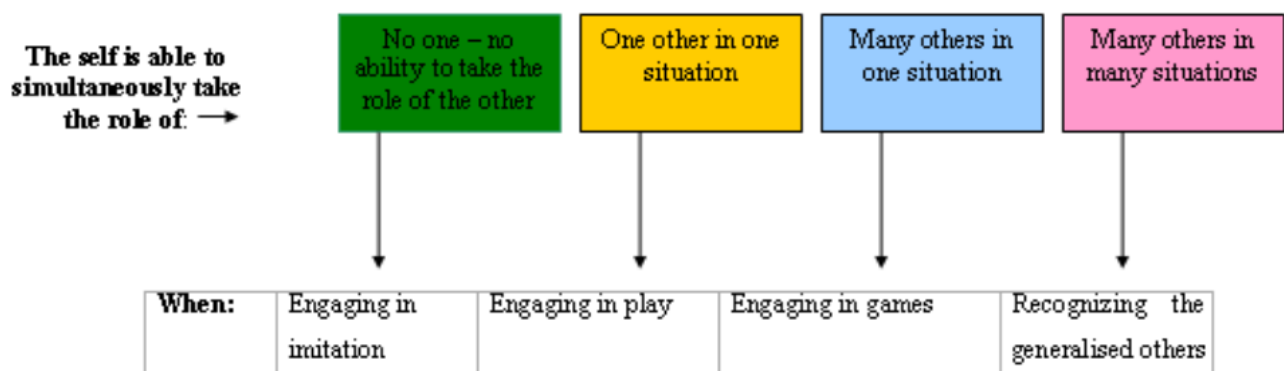 The self is able to
simultaneously take
the role of: →
No one – no
ability to take the
role of the other
One other in one
situation
Many others in
one situation
Many others in
many situations
When:
Engaging in
imitation
Engaging in play
Engaging in games
Recognizing the
generalised others